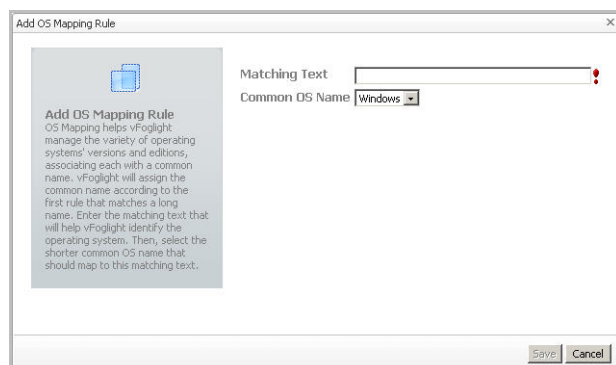 Add OS Mapping Rule
Matching Text
Common OS Name Windows
Add OS Mapping Rule
OS Mapping helps vFoglight
manage the variety of operating
systems' versions and editions,
associating each with a common
name. vFoglight will assign the
common name according to the
first rule that matches a long
name. Enter the matching text that
will help vFoglight identify the
operating system. Then, select the
shorter common OS name that
should map to this matching text.
Save Cancel